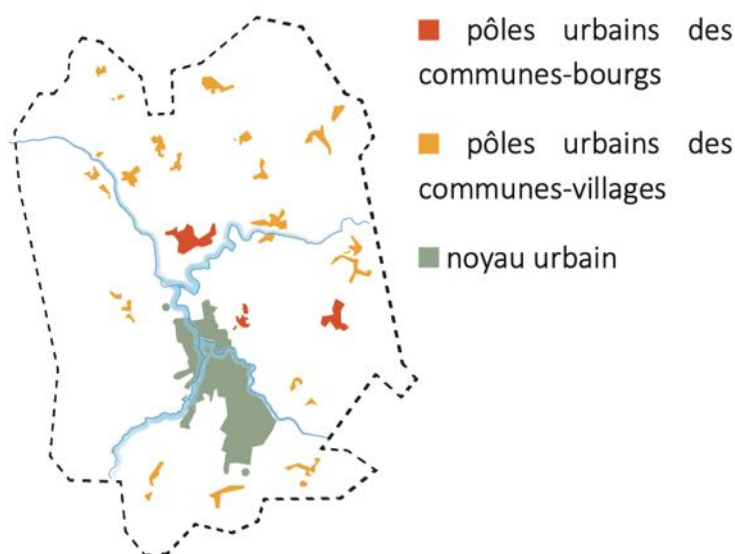 pôles urbains des
communes-bourgs
pôles urbains des
communes-villages
noyau urbain